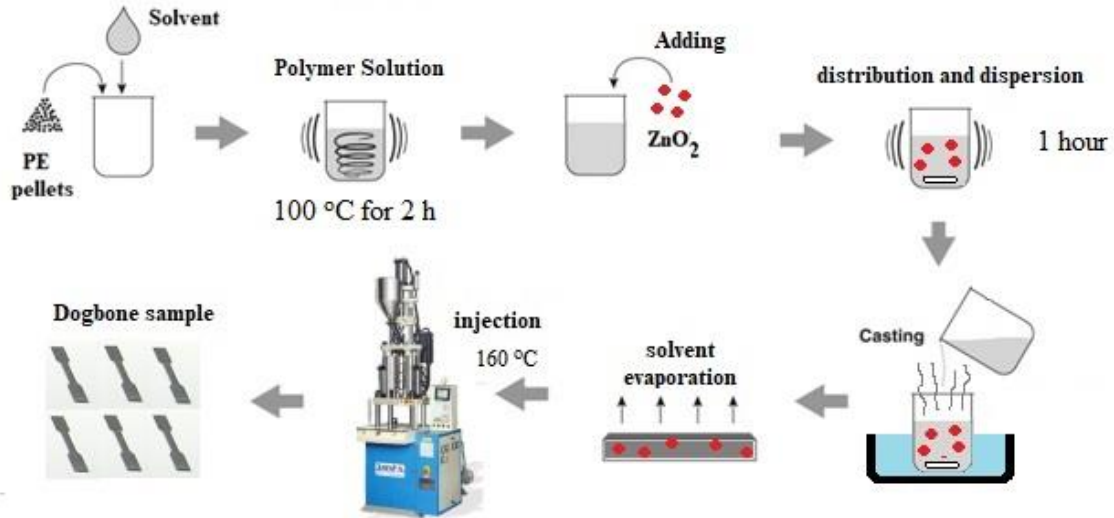 Solvent
PE
pellets
Polymer Solution
100 °C for 2 h
Adding
ZnO₂
distribution and dispersion
1 hour
Casting
solvent
evaporation
injection
160 °C
Dogbone sample